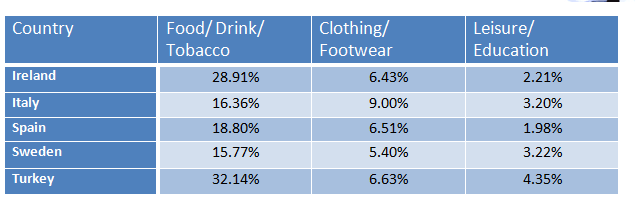 Country Food/ Drink/ Clothing/ Leisure/
Tobacco Footwear Education
Ireland 28.91% 6.43% 2.21%
Italy 16.36% 9.00% 3.20%
Spain 18.80% 6.51% 1.98%
Sweden 15.77% 5.40% 3.22%
Turkey 32.14% 6.63% 4.35%